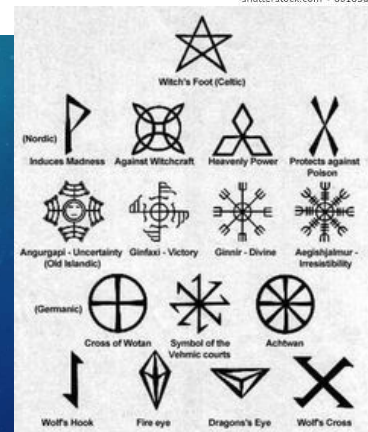 Witch's Foot (Celtic)
(Nordic)
Induces Madness Against Witchcraft Heavenly Power Protects against Poison
Angurgapi - Uncertainty (Old Islandic) Ginfaxi - Victory Ginnir - Divine Aegishjalmur - Irresistibility
(Germanic)
Cross of Wotan Symbol of the Vehmic courts Achtwan
Wolf's Hook Fire eye Dragons's Eye Wolf's Cross